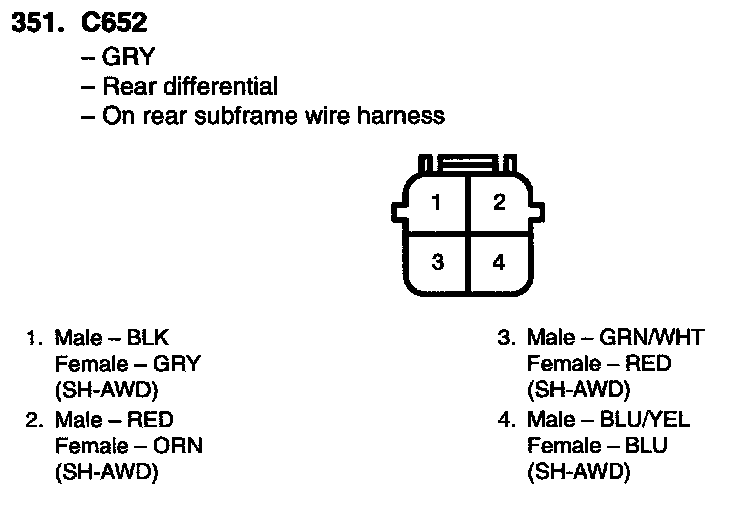 351. C652
– GRY
– Rear differential
– On rear subframe wire harness
1 2
3 4
1. Male – BLK
Female – GRY
(SH-AWD)
2. Male – RED
Female – ORN
(SH-AWD)
3. Male – GRN/WHT
Female – RED
(SH-AWD)
4. Male – BLU/YEL
Female – BLU
(SH-AWD)